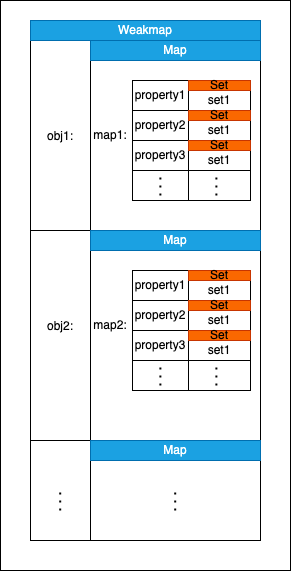 Weakmap
Map
obj1:
map1:
property1
Set
set1
property2
Set
set1
property3
Set
set1
⋮
⋮
Map
obj2:
map2:
property1
Set
set1
property2
Set
set1
property3
Set
set1
⋮
⋮
Map
⋮
⋮